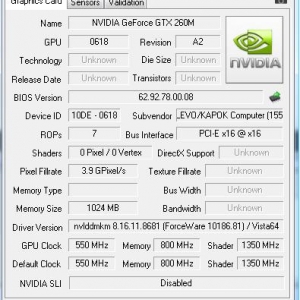 Graphics Card Sensors Validation
Name NVIDIA GeForce GTX 260M
GPU 0618 Revision A2
Technology Unknown Die Size Unknown
Release Date Unknown Transistors Unknown
NVIDIA
BIOS Version 62.92.78.00.08
Device ID 10DE - 0618 Subvendor LEVO/KAPOK Computer (155
ROPs 7 Bus Interface PCI-E x16 @ x16
Shaders 0 Pixel / 0 Vertex DirectX Support Unknown
Pixel Fillrate 3.9 GPixel/s Texture Fillrate Unknown
Memory Type Bus Width Unknown
Memory Size 1024 MB Bandwidth Unknown
Driver Version nvlddmkm 8.16.11.8681 (ForceWare 10186.81) / Vista64
GPU Clock 550 MHz Memory 800 MHz Shader 1350 MHz
Default Clock 550 MHz Memory 800 MHz Shader 1350 MHz
NVIDIA SLI Disabled